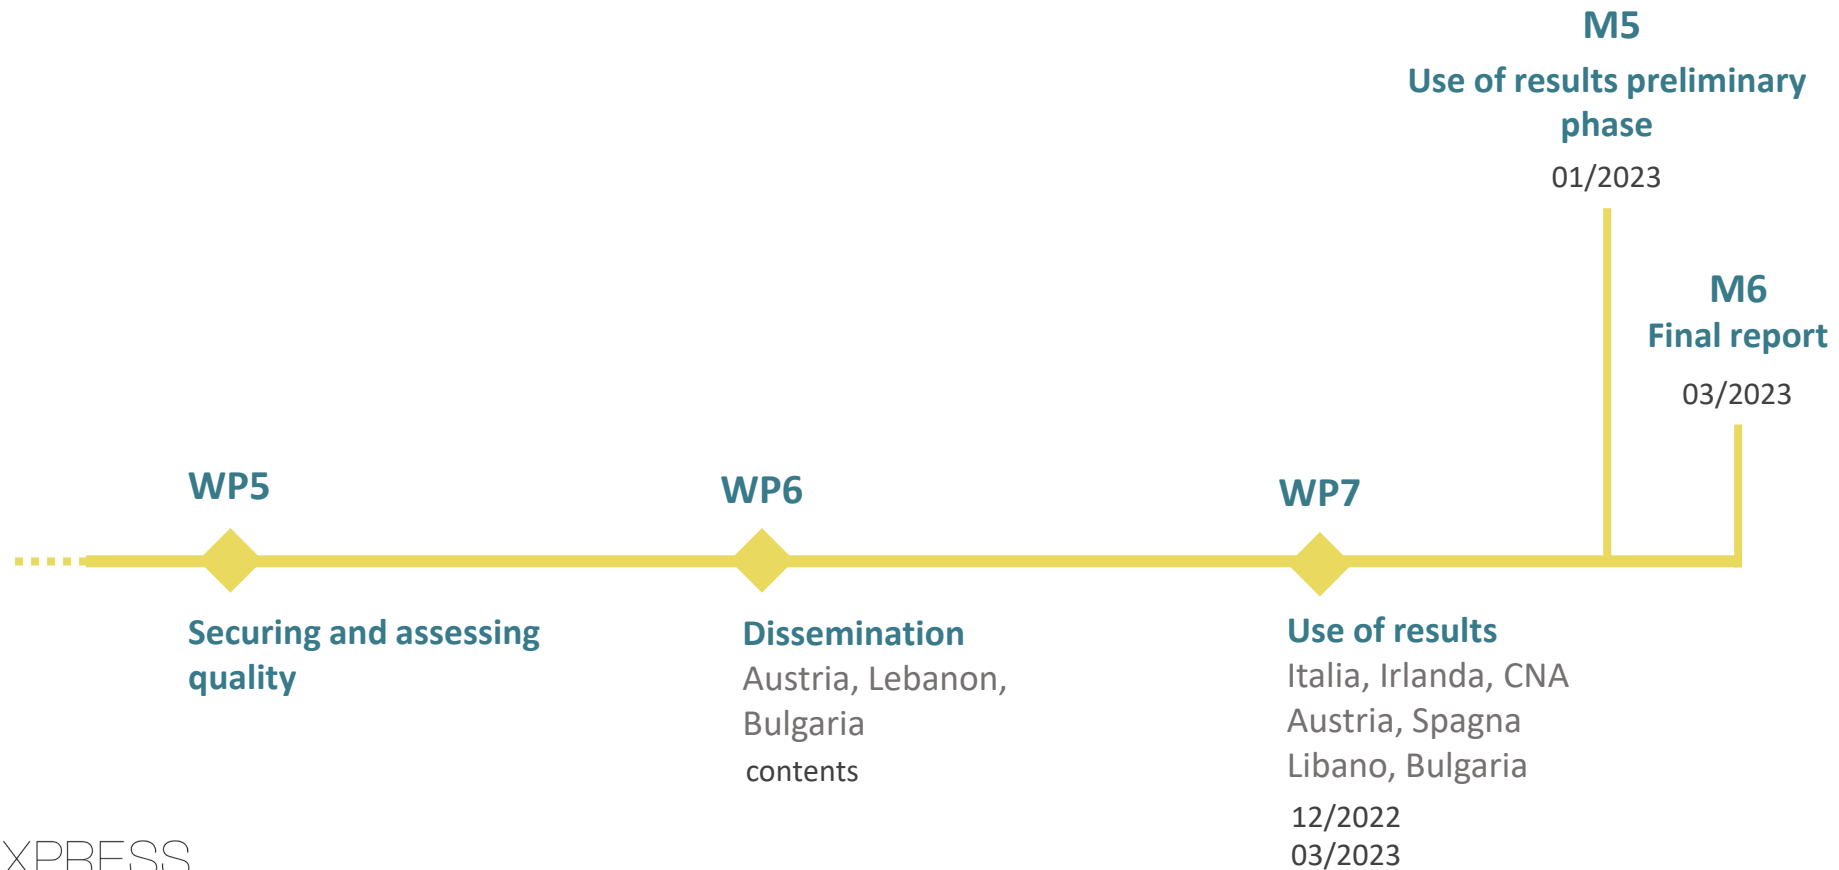 M5
Use of results preliminary
phase
01/2023
M6
Final report
03/2023
WP5
Securing and assessing
quality
WP6
Dissemination
Austria, Lebanon,
Bulgaria
contents
WP7
Use of results
Italia, Irlanda, CNA
Austria, Spagna
Libano, Bulgaria
12/2022
03/2023
XPRESS